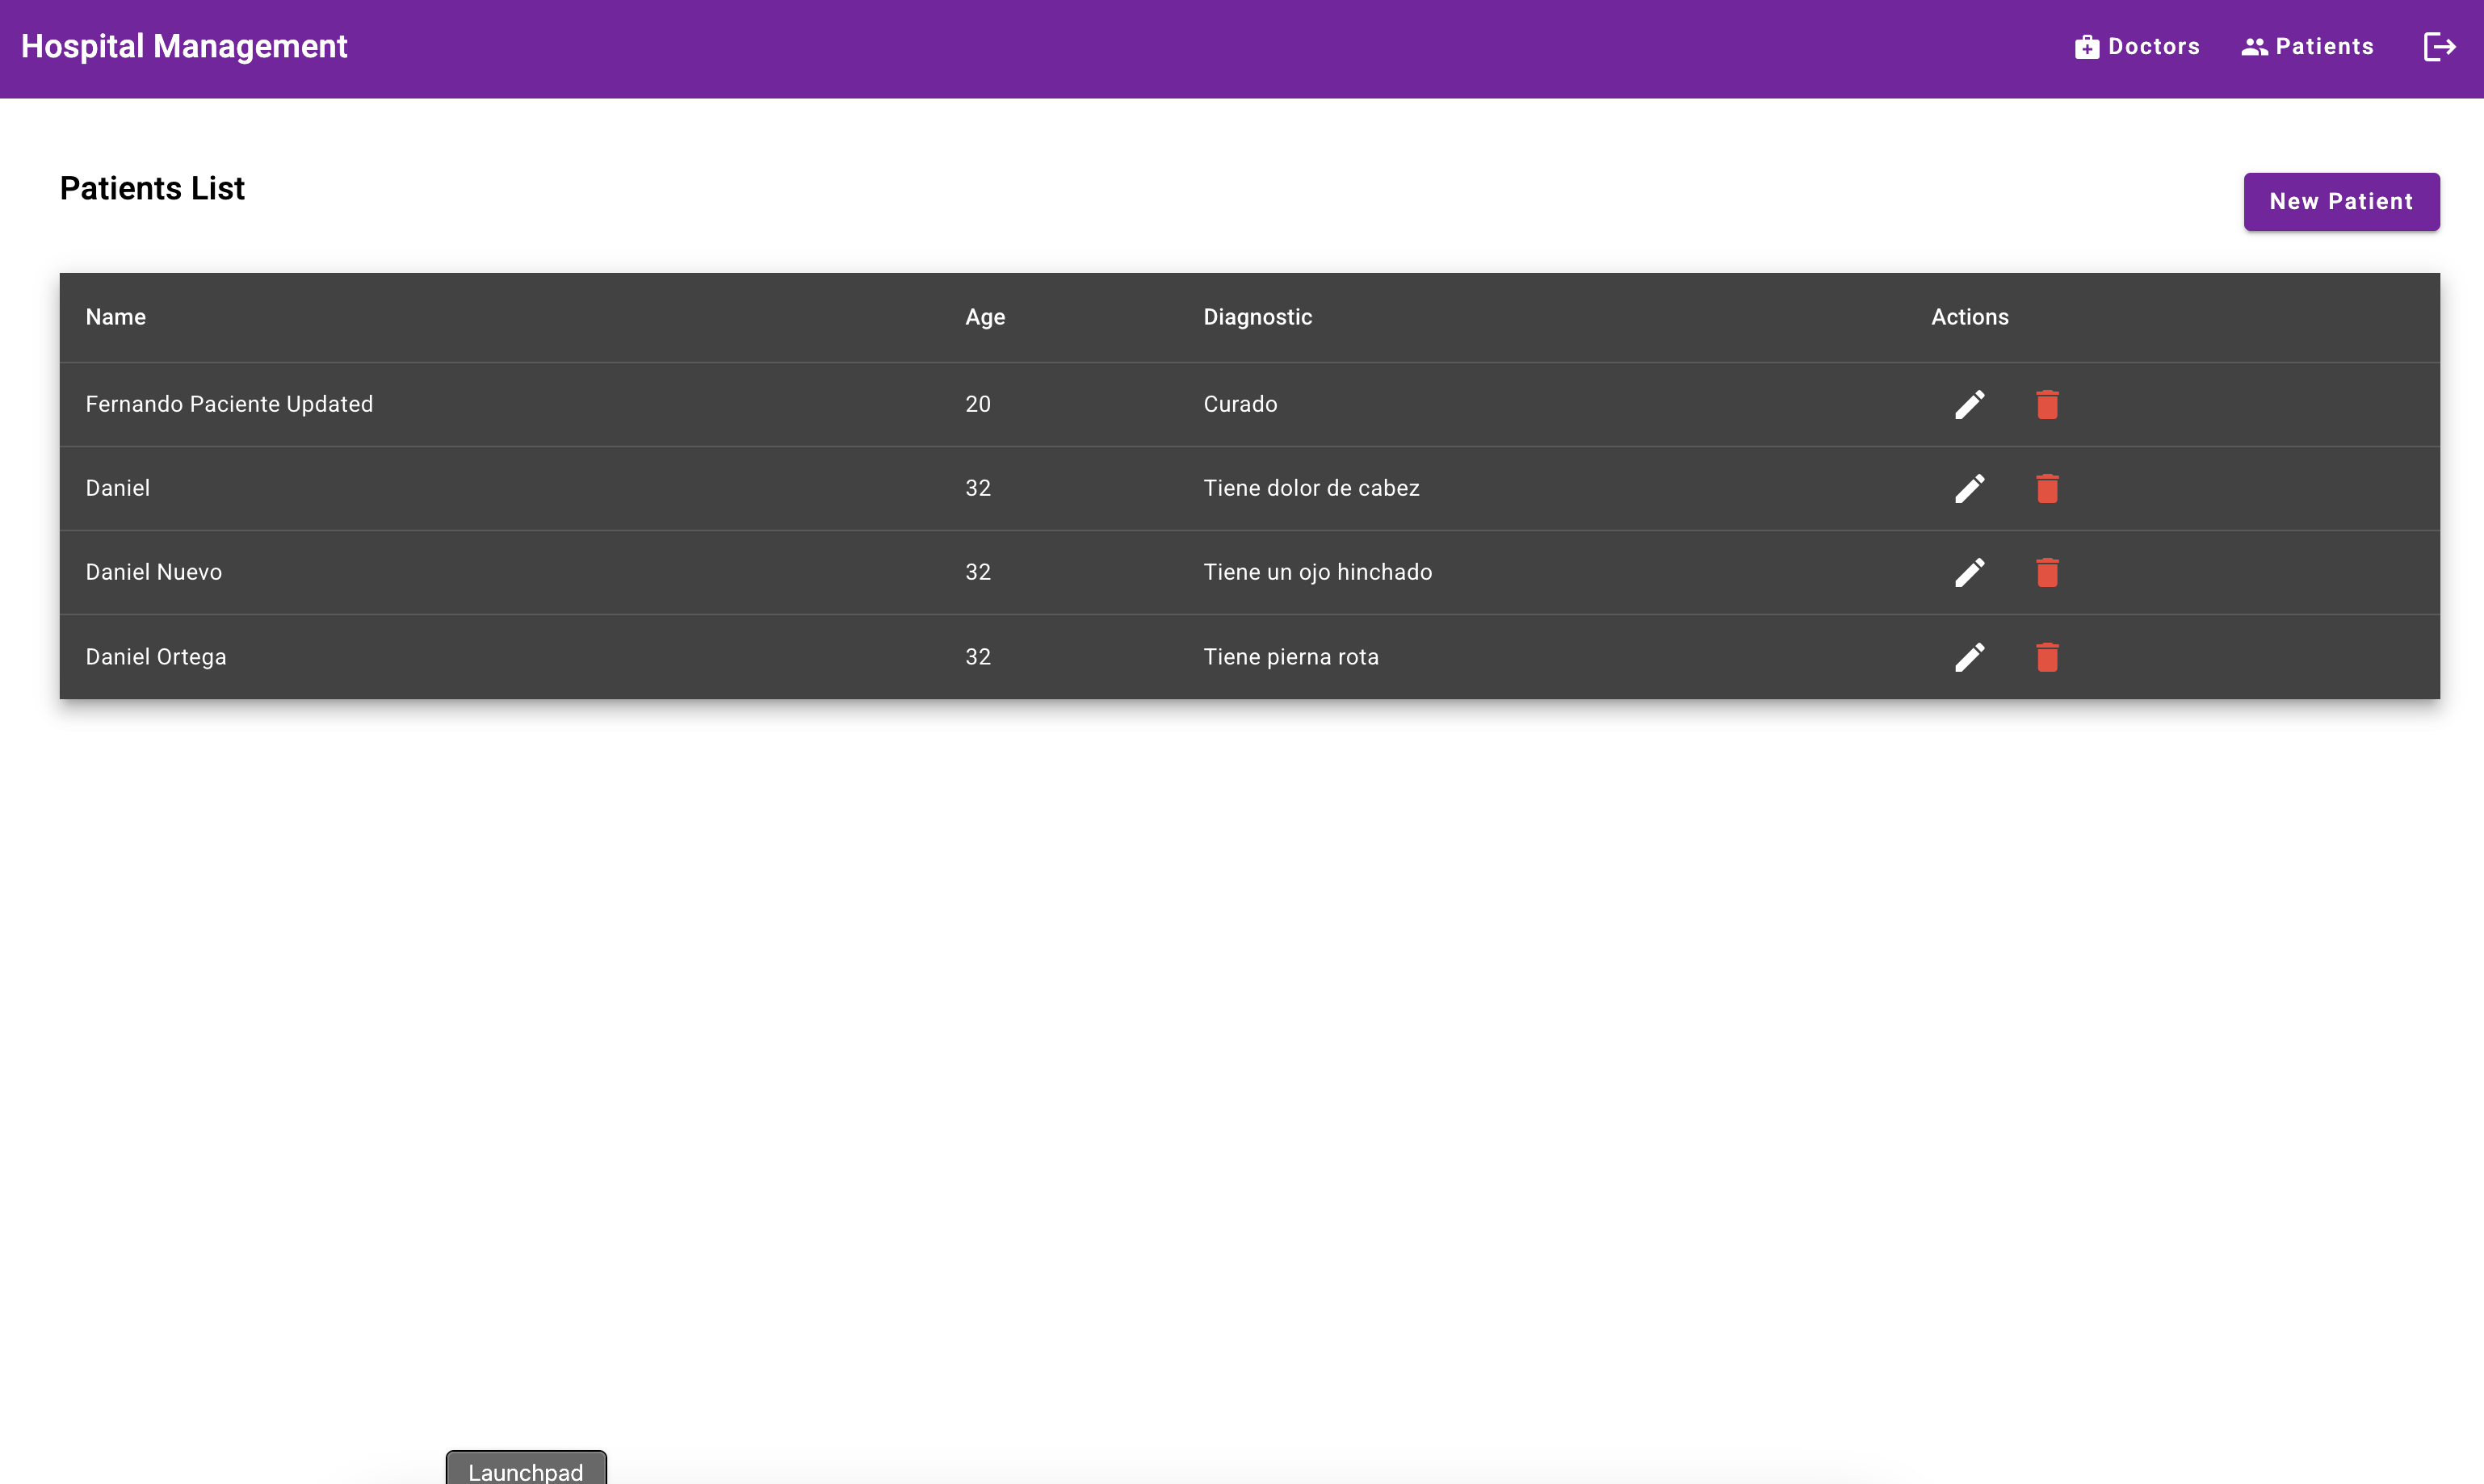 Hospital Management Doctors Patients
Patients List
New Patient
Name Age Diagnostic Actions
Fernando Paciente Updated 20 Curado
Daniel 32 Tiene dolor de cabez
Daniel Nuevo 32 Tiene un ojo hinchado
Daniel Ortega 32 Tiene pierna rota
Launchpad